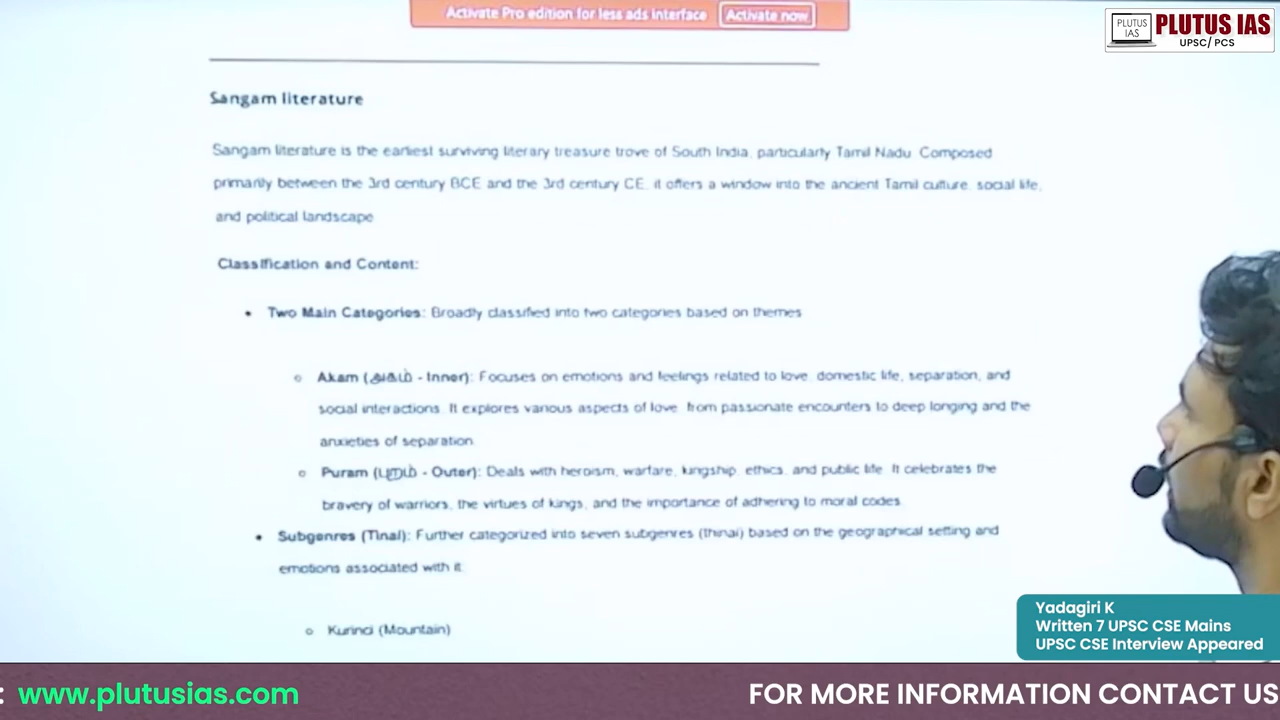 Activate Pro edition for less ads interface Activate now
PLUTUS IAS
PLUTUS IAS
UPSC/ PCS
Sangam literature
Sangam literature is the earliest surviving literary treasure trove of South India, particularly Tamil Nadu. Composed
primarily between the 3rd century BCE and the 3rd century CE, it offers a window into the ancient Tamil culture, social life,
and political landscape
Classification and Content:
• Two Main Categories: Broadly classified into two categories based on themes
○ Akam (அகம் - Inner): Focuses on emotions and feelings related to love, domestic life, separation, and
social interactions. It explores various aspects of love, from passionate encounters to deep longing and the
anxieties of separation
○ Puram (புறம் - Outer): Deals with heroism, warfare, kingship, ethics, and public life. It celebrates the
bravery of warriors, the virtues of kings, and the importance of adhering to moral codes.
• Subgenres (Tinai): Further categorized into seven subgenres (thinai) based on the geographical setting and
emotions associated with it:
○ Kurinci (Mountain)
Yadagiri K
Written 7 UPSC CSE Mains
UPSC CSE Interview Appeared
: www.plutusias.com
FOR MORE INFORMATION CONTACT US